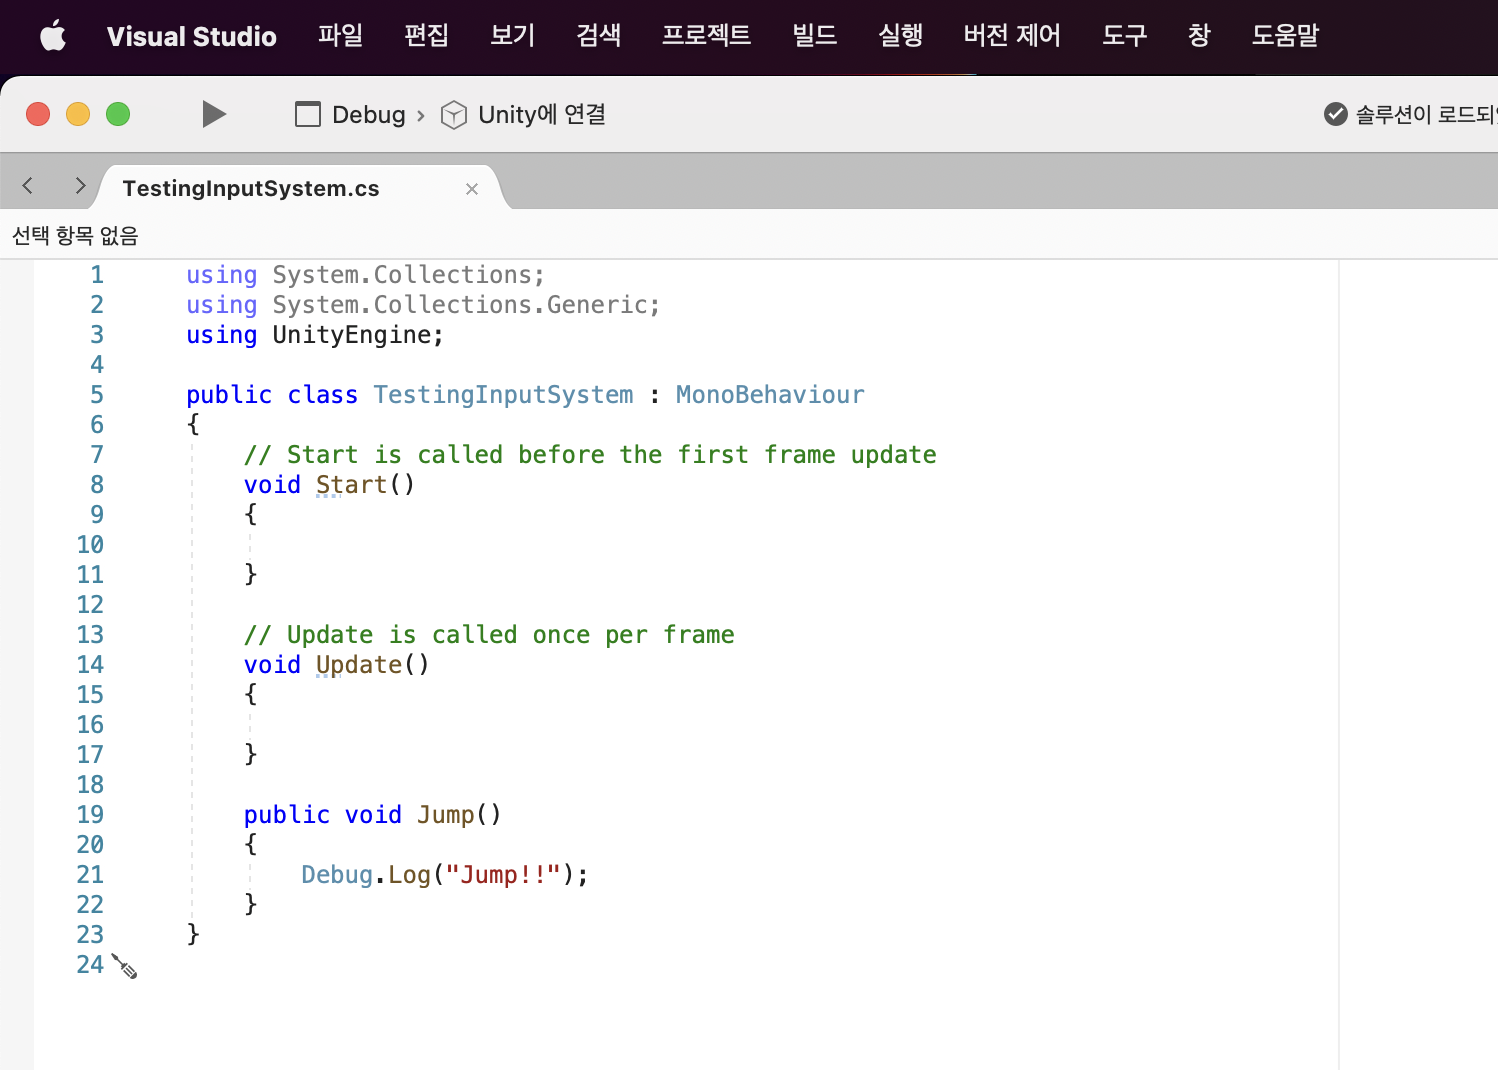 Visual Studio 파일 편집 보기 검색 프로젝트 빌드 실행 버전 제어 도구 창 도움말
Debug › Unity에 연결 솔루션이 로드되
TestingInputSystem.cs
선택 항목 없음
1 using System.Collections;
2 using System.Collections.Generic;
3 using UnityEngine;
4
5 public class TestingInputSystem : MonoBehaviour
6 {
7 // Start is called before the first frame update
8 void Start()
9 {
10
11 }
12
13 // Update is called once per frame
14 void Update()
15 {
16
17 }
18
19 public void Jump()
20 {
21 Debug.Log("Jump!!");
22 }
23 }
24